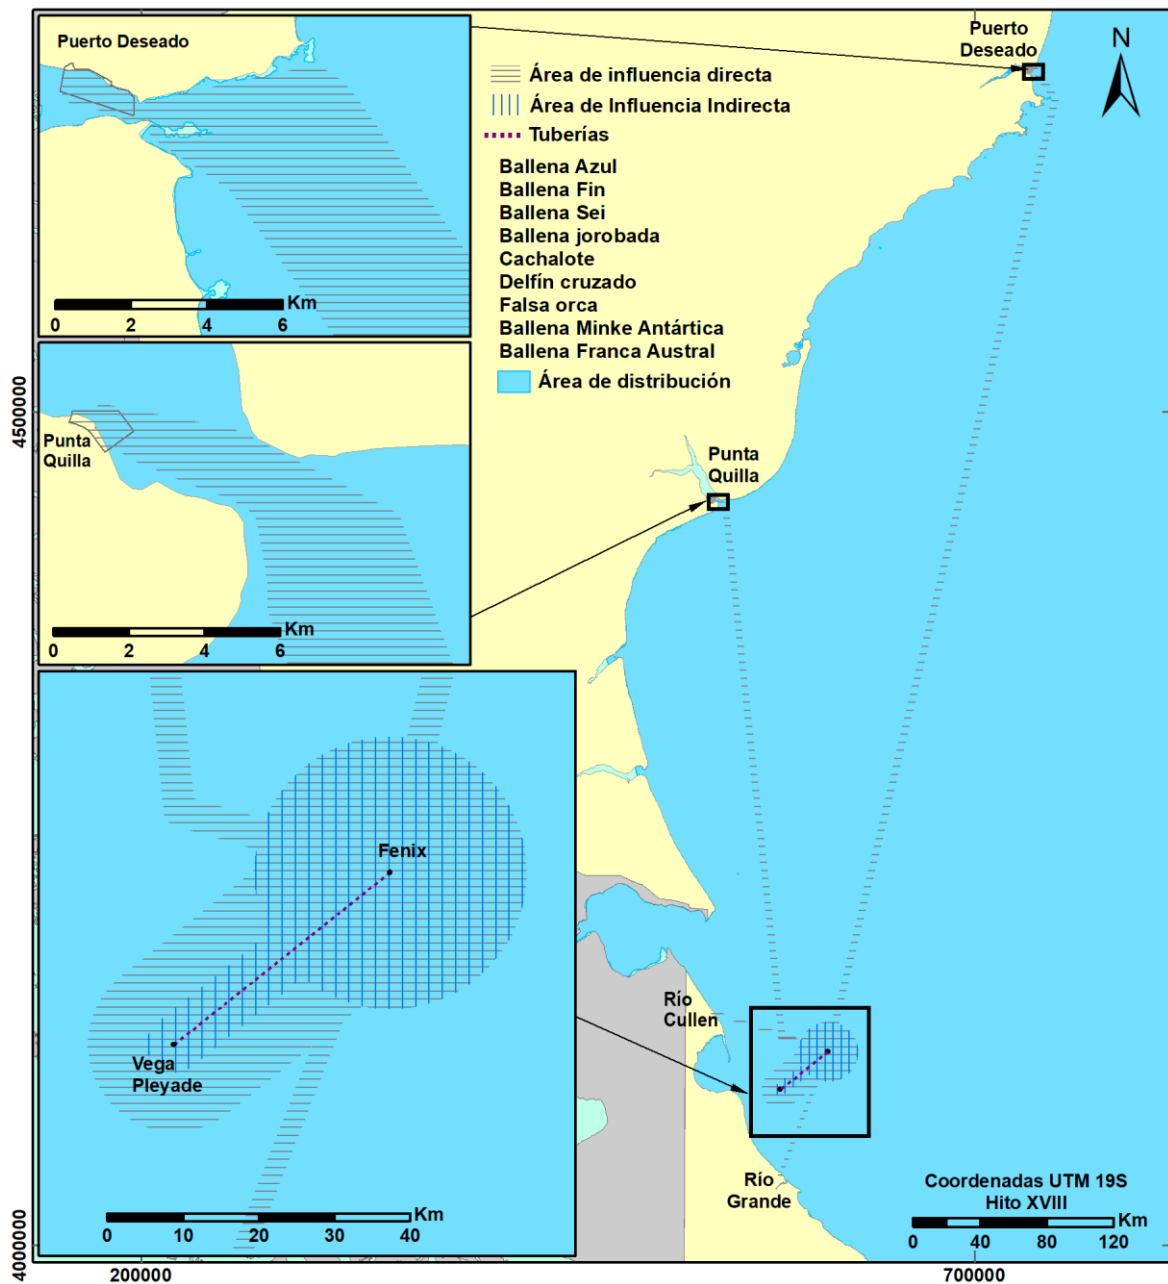 Puerto Deseado
Km
0 2 4 6
Punta
Quilla
Km
0 2 4 6
Fenix
Vega
Pleyade
Km
0 10 20 30 40
Área de influencia directa
Área de Influencia Indirecta
Tuberías
Ballena Azul
Ballena Fin
Ballena Sei
Ballena jorobada
Cachalote
Delfín cruzado
Falsa orca
Ballena Minke Antártica
Ballena Franca Austral
Área de distribución
Puerto
Deseado
N
Punta
Quilla
Río
Cullen
Río
Grande
Coordenadas UTM 19S
Hito XVIII
Km
0 40 80 120
4500000
4000000
200000
700000